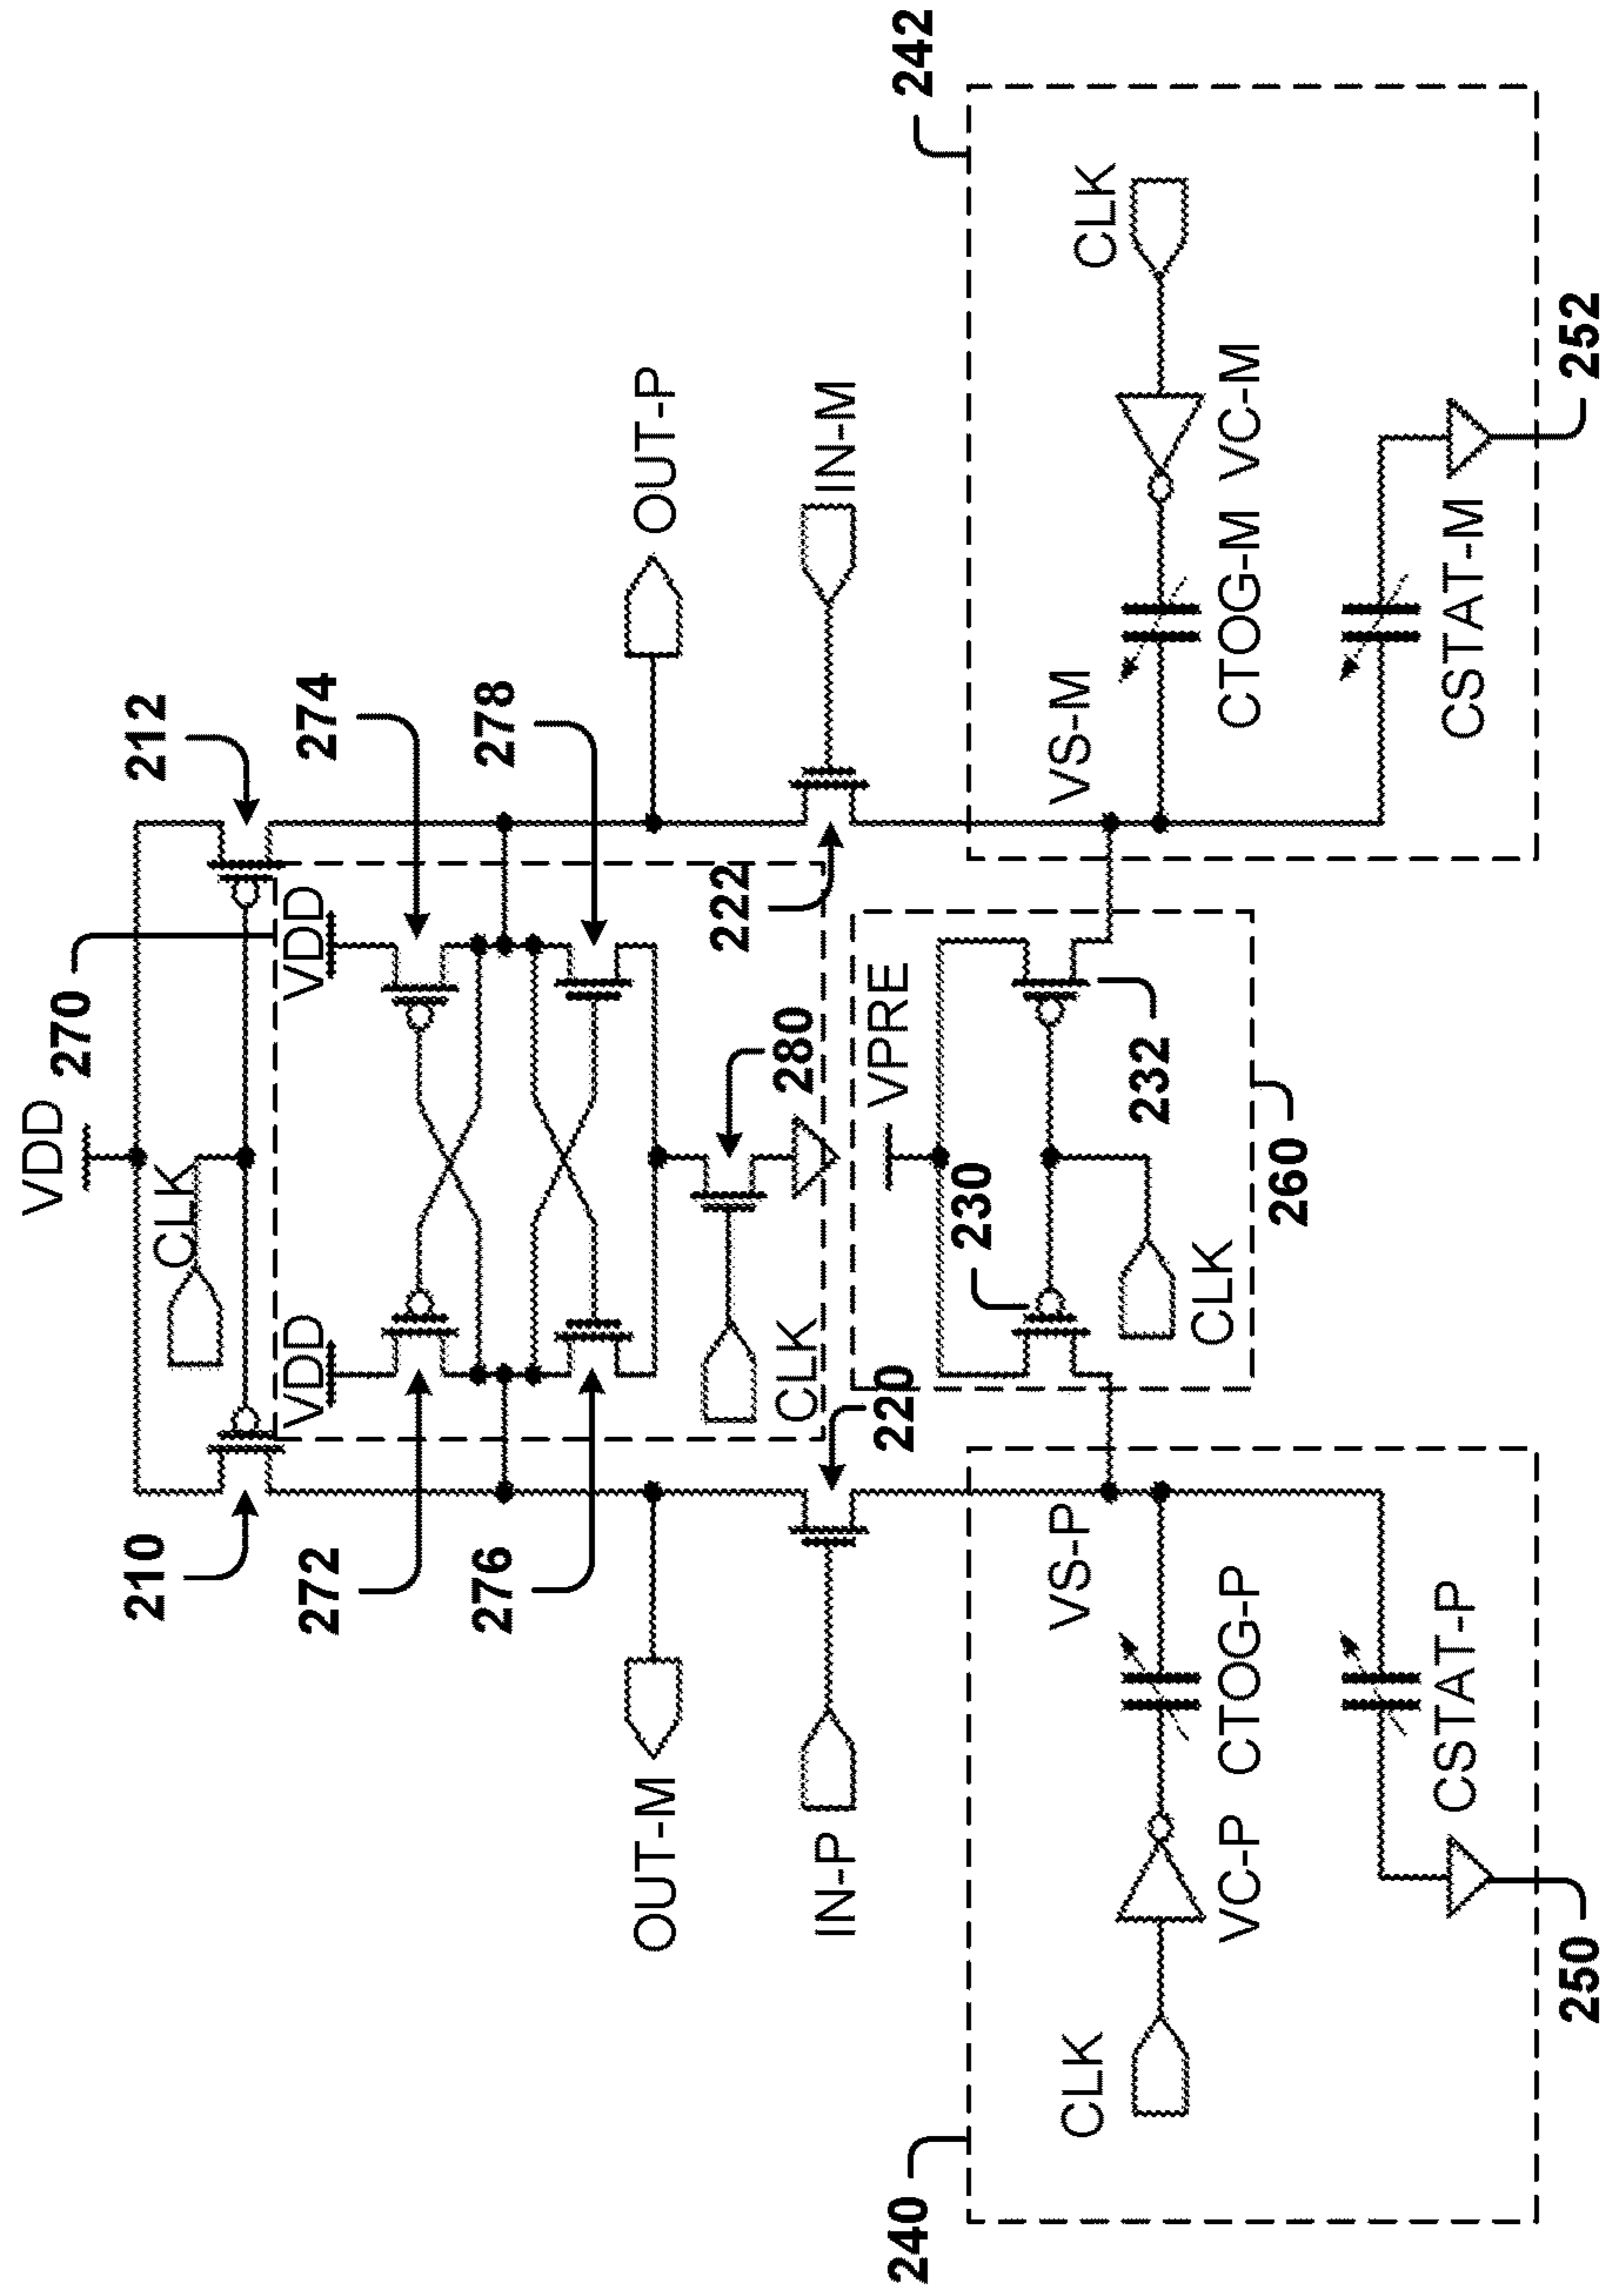 VDD
270
210
CLK
212
VDD
VDD
272
274
276
278
OUT-M
OUT-P
CLK
280
222
IN-P
220
IN-M
VPRE
240
242
230
VS-P
VS-M
232
CLK
CLK
VC-P
CTOG-P
CLK
260
CTOG-M
VC-M
CSTAT-P
CSTAT-M
250
252